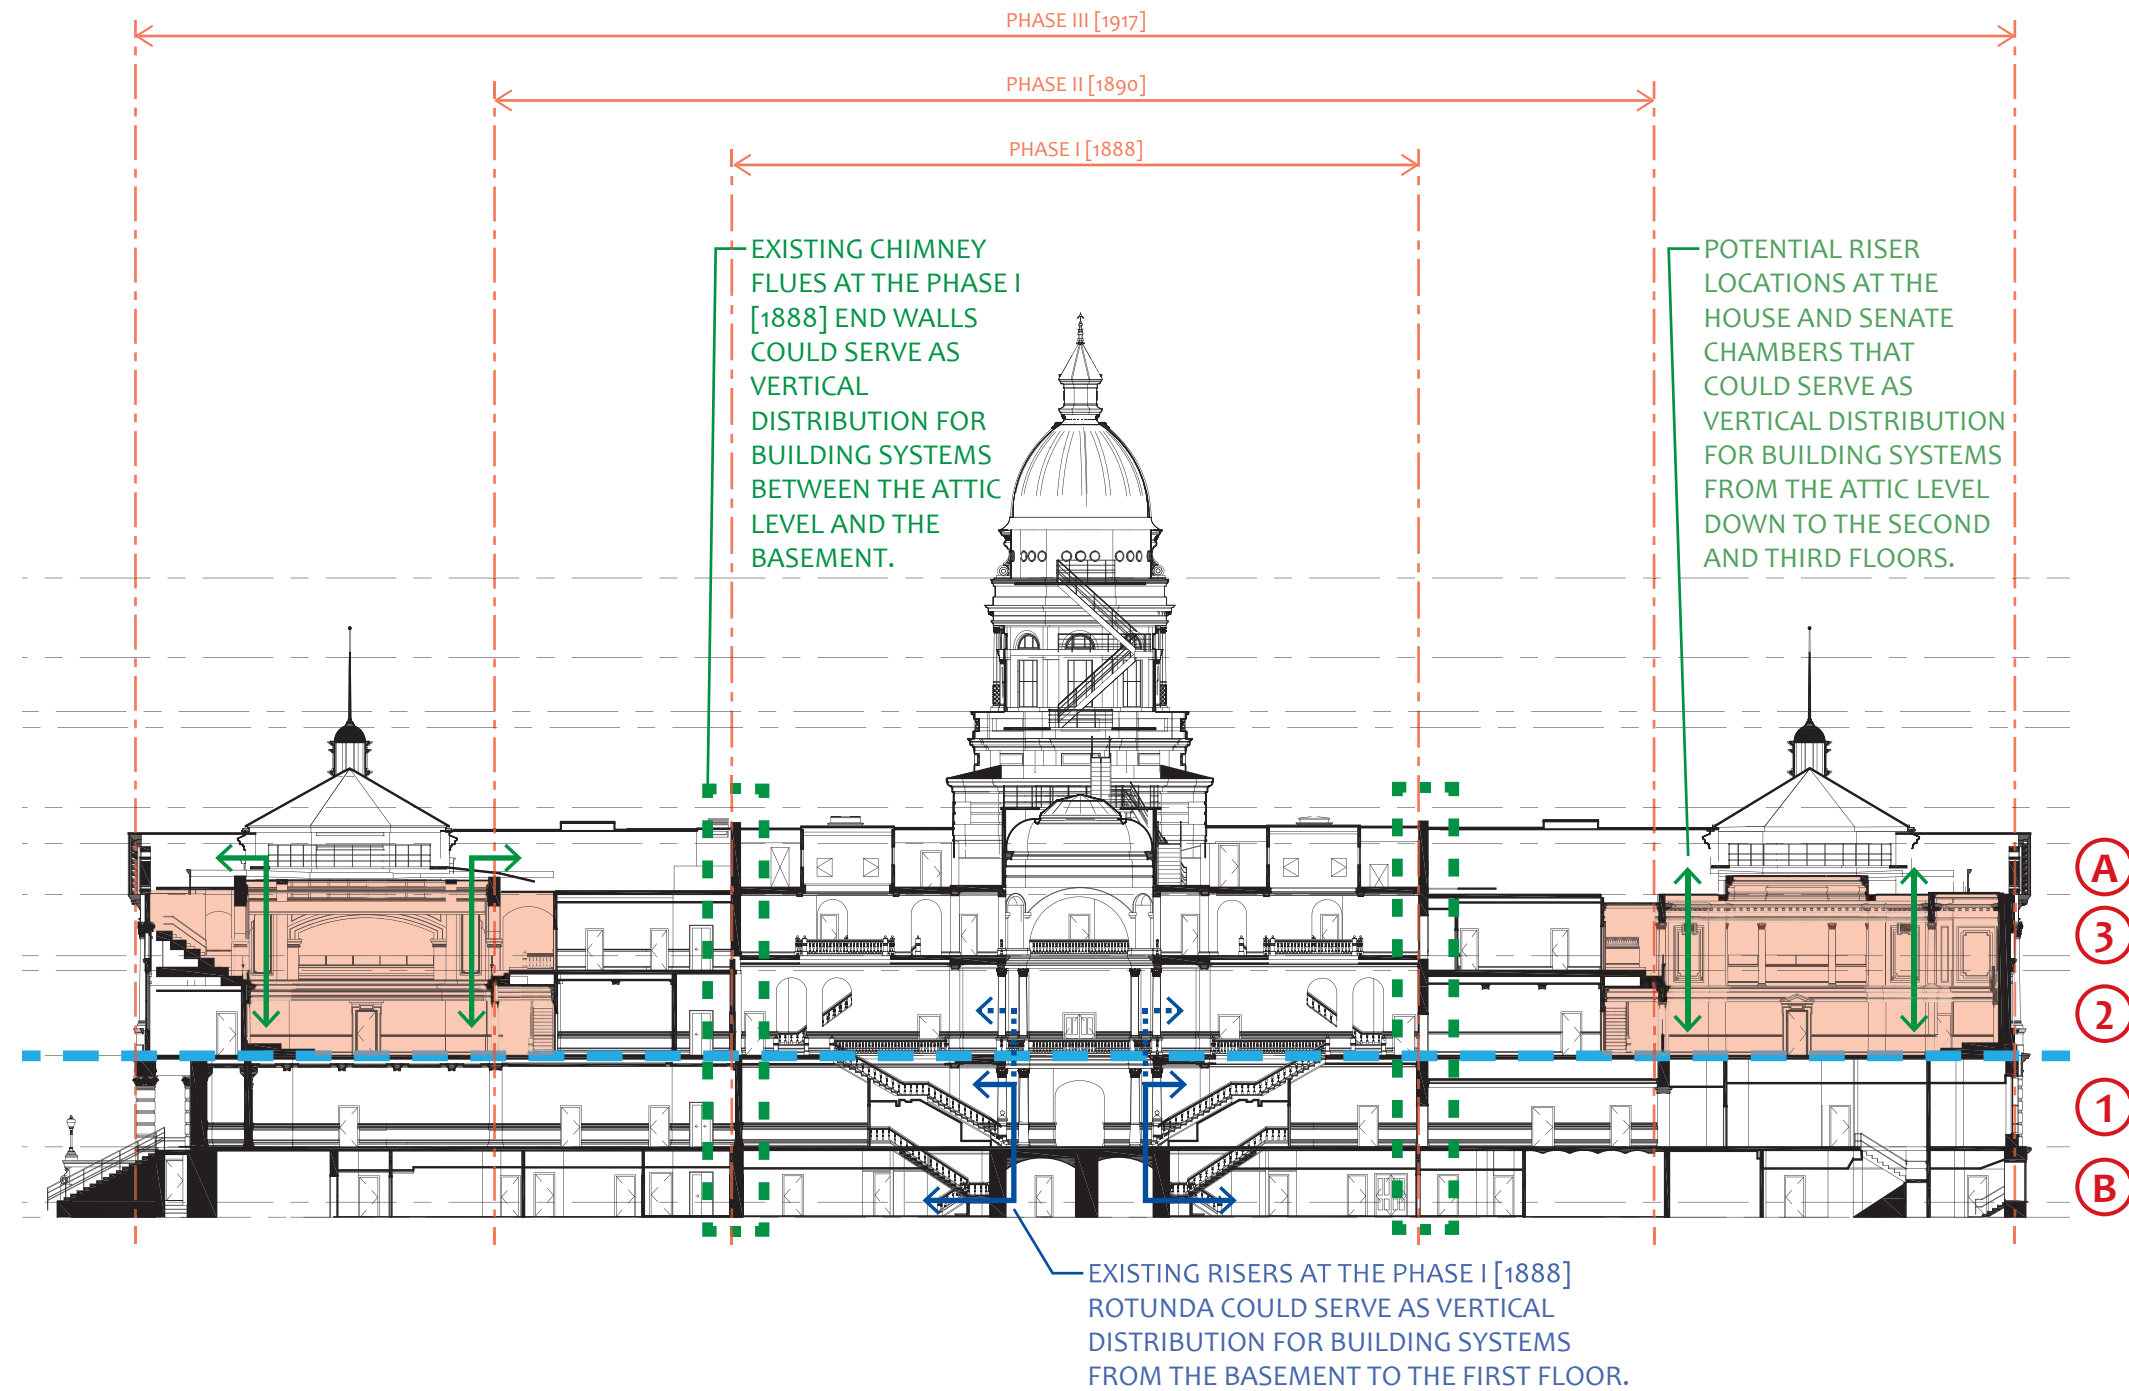 PHASE III [1917]
PHASE II [1890]
PHASE I [1888]
EXISTING CHIMNEY
FLUES AT THE PHASE I
[1888] END WALLS
COULD SERVE AS
VERTICAL
DISTRIBUTION FOR
BUILDING SYSTEMS
BETWEEN THE ATTIC
LEVEL AND THE
BASEMENT.
POTENTIAL RISER
LOCATIONS AT THE
HOUSE AND SENATE
CHAMBERS THAT
COULD SERVE AS
VERTICAL DISTRIBUTION
FOR BUILDING SYSTEMS
FROM THE ATTIC LEVEL
DOWN TO THE SECOND
AND THIRD FLOORS.
A
3
2
1
B
EXISTING RISERS AT THE PHASE I [1888]
ROTUNDA COULD SERVE AS VERTICAL
DISTRIBUTION FOR BUILDING SYSTEMS
FROM THE BASEMENT TO THE FIRST FLOOR.